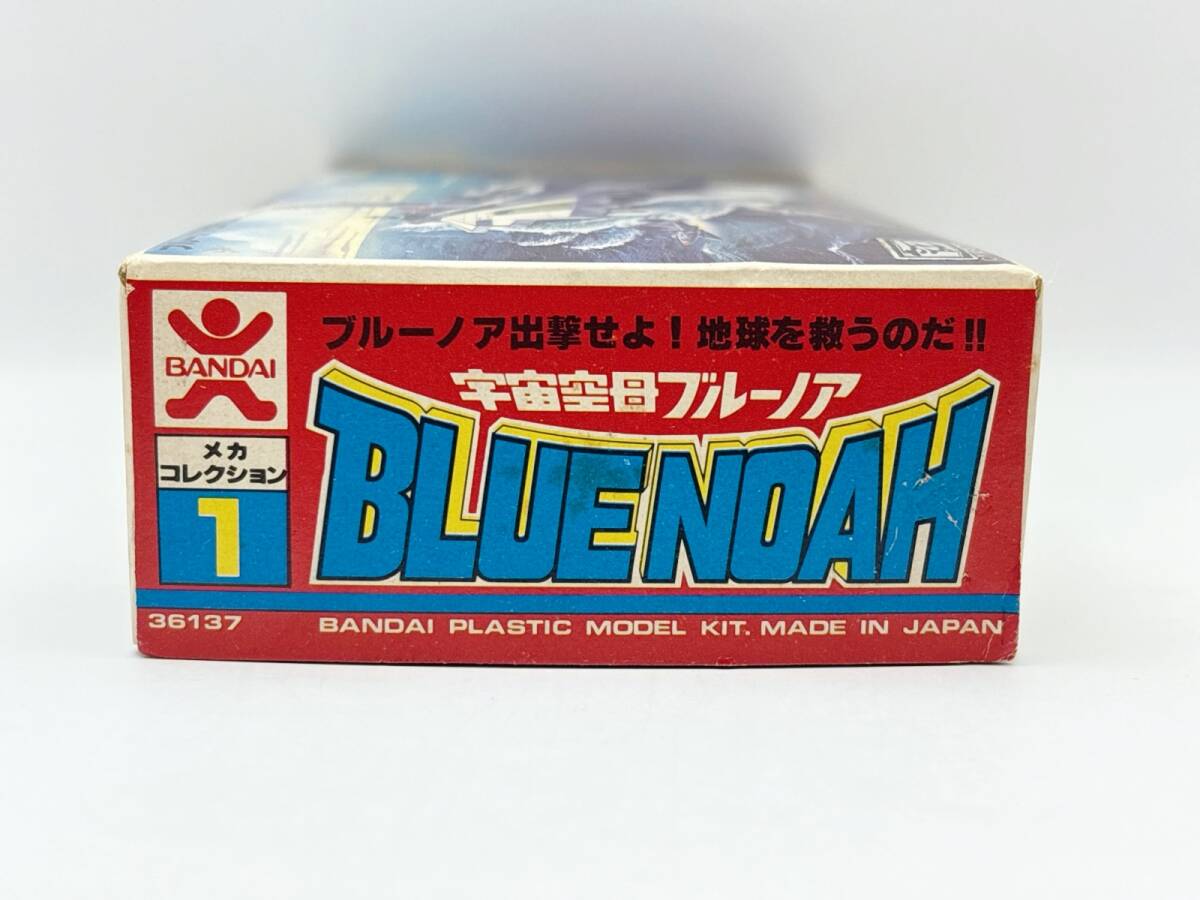 BANDAI
メカ
コレクション
1
ブルーノア出撃せよ！地球を救うのだ!!
宇宙空母ブルーノア
BLUE NOAH
36137
BANDAI PLASTIC MODEL KIT. MADE IN JAPAN